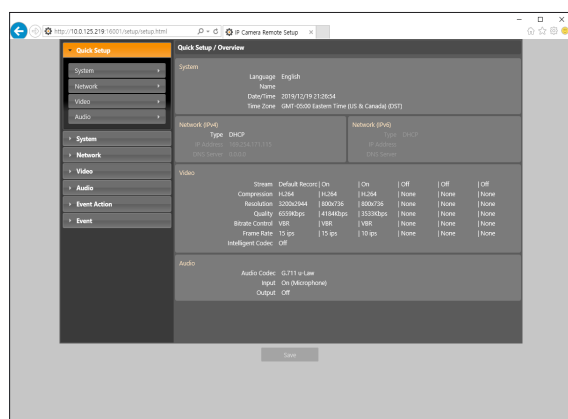 http://10.0.125.219:16001/setup/setup.html
IP Camera Remote Setup
Quick Setup
System
Network
Video
Audio
System
Network
Video
Audio
Event Action
Event
Quick Setup / Overview
System
Language English
Name
Date/Time 2019/12/19 21:26:54
Time Zone GMT-05:00 Eastern Time (US & Canada) (DST)
Network (IPv4)
Type DHCP
IP Address
DNS Server 0.0.0.0
Network (IPv6)
Type DHCP
IP Address
DNS Server
Video
Stream Default Record | On | On | Off | Off | Off
Compression H.264 | H.264 | H.264 | None | None | None
Resolution 3200x2944 | 800x736 | 800x736 | None | None | None
Quality 6559Kbps | 4184Kbps | 3533Kbps | None | None | None
Bitrate Control VBR | VBR | VBR | None | None | None
Frame Rate 15 ips | 15 ips | 10 ips | None | None | None
Intelligent Codec Off
Audio
Audio Codec G.711 u-Law
Input On (Microphone)
Output Off
Save